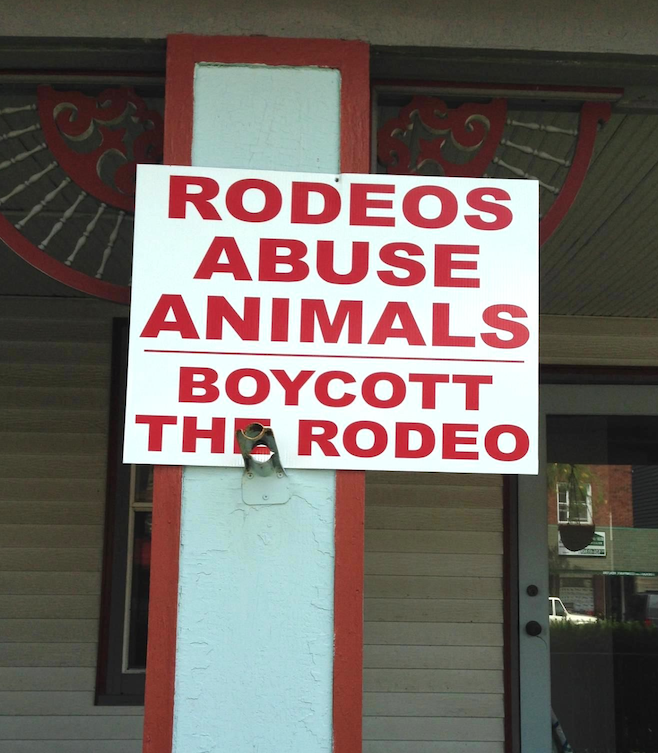 RODEOS
ABUSE
ANIMALS
BOYCOTT
THE RODEO